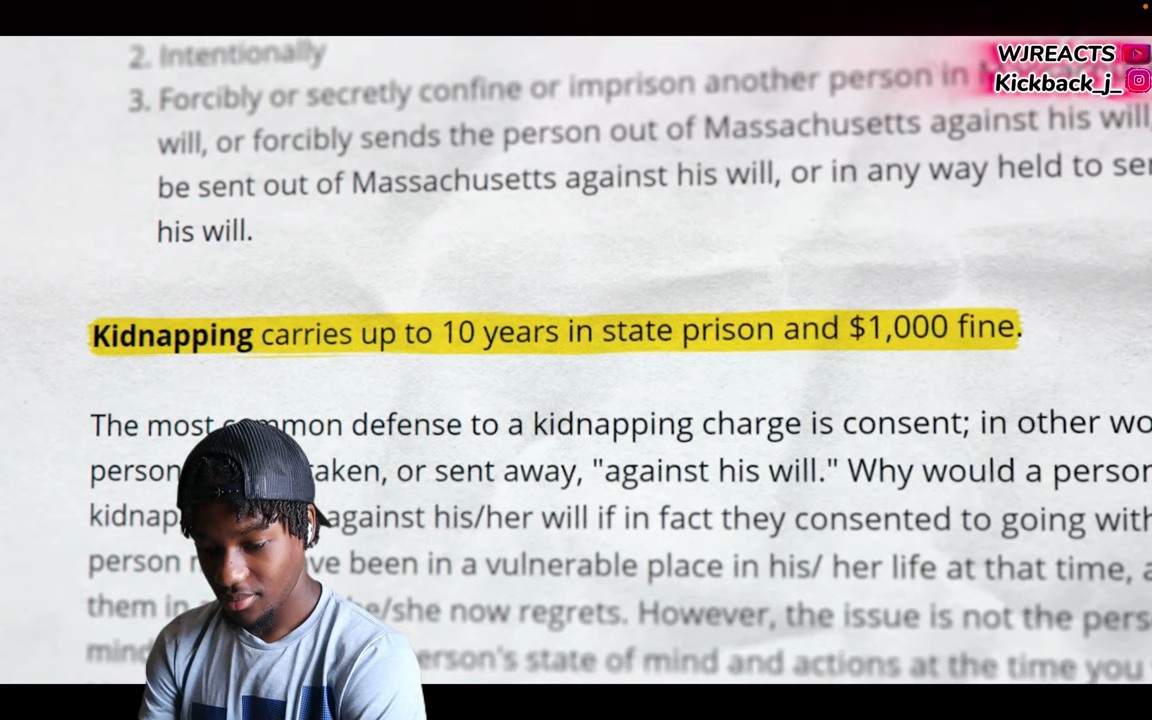 WJREACTS
Kickback_j_
2. Intentionally
3. Forcibly or secretly confine or imprison another person in
will, or forcibly sends the person out of Massachusetts against his will,
be sent out of Massachusetts against his will, or in any way held to
his will.
Kidnapping carries up to 10 years in state prison and $1,000 fine.
The most common defense to a kidnapping charge is consent; in other
person taken, or sent away, "against his will." Why would a person
against his/her will if in fact they consented to going with
person been in a vulnerable place in his/ her life at that time,
them in he/she now regrets. However, the issue is not the
person's state of mind and actions at the time you